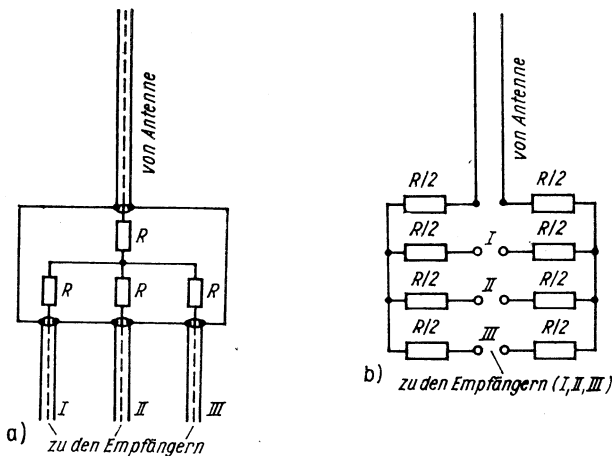 von Antenne
R
R
R
R
I
II
III
a) zu den Empfängern
von Antenne
R/2
R/2
R/2
I
R/2
R/2
II
R/2
R/2
III
R/2
b) zu den Empfängern (I, II, III)